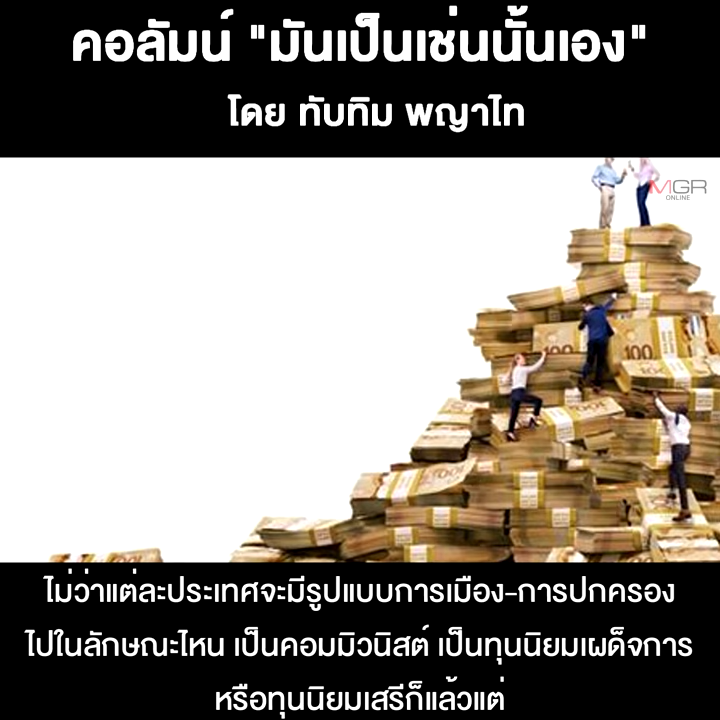 คอลัมน์ "มันเป็นเช่นนั้นเอง"
โดย ทับทิม พญาไท
MGR
ONLINE
100
100
100
100
ไม่ว่าแต่ละประเทศจะมีรูปแบบการเมือง-การปกครอง
ไปในลักษณะไหน เป็นคอมมิวนิสต์ เป็นทุนนิยมเผด็จการ
หรือทุนนิยมเสรีก็แล้วแต่